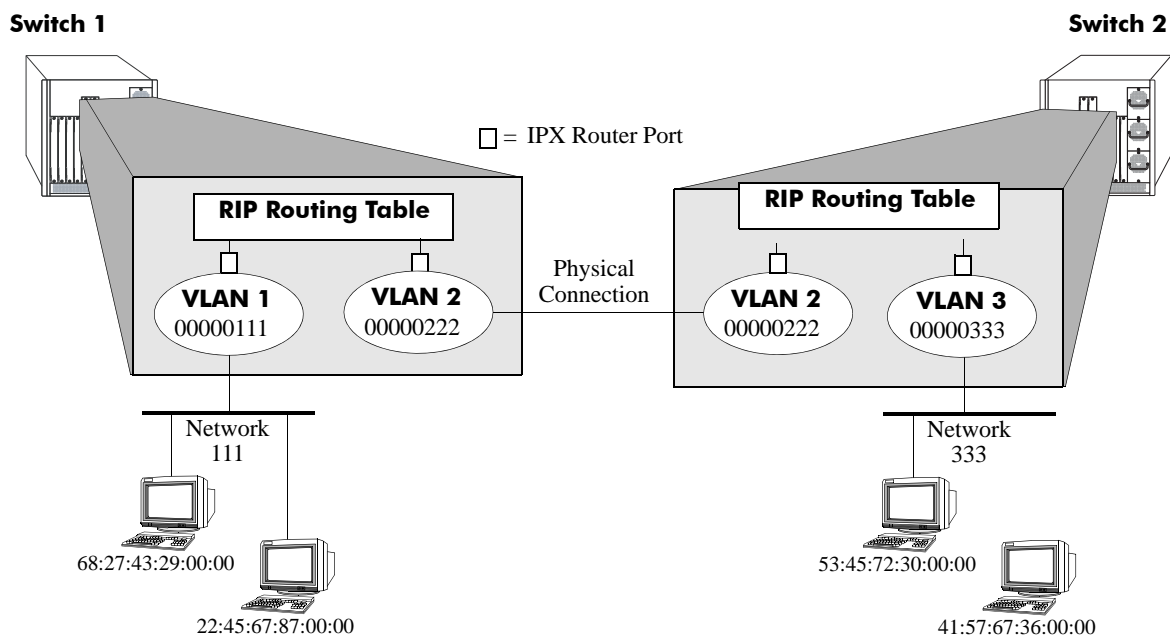 Switch 1
Switch 2
= IPX Router Port
RIP Routing Table
RIP Routing Table
VLAN 1
00000111
VLAN 2
00000222
Physical
Connection
VLAN 2
00000222
VLAN 3
00000333
Network
111
Network
333
68:27:43:29:00:00
22:45:67:87:00:00
53:45:72:30:00:00
41:57:67:36:00:00